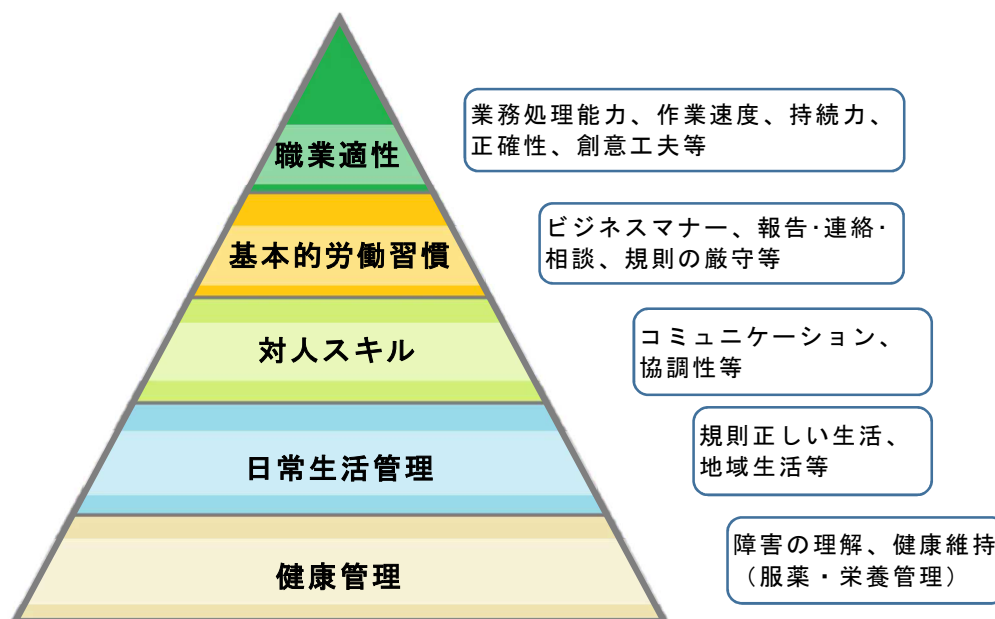 職業適性
業務処理能力、作業速度、持続力、
正確性、創意工夫等
基本的労働習慣
ビジネスマナー、報告･連絡･
相談、規則の厳守等
対人スキル
コミュニケーション、
協調性等
日常生活管理
規則正しい生活、
地域生活等
健康管理
障害の理解、健康維持
（服薬・栄養管理）